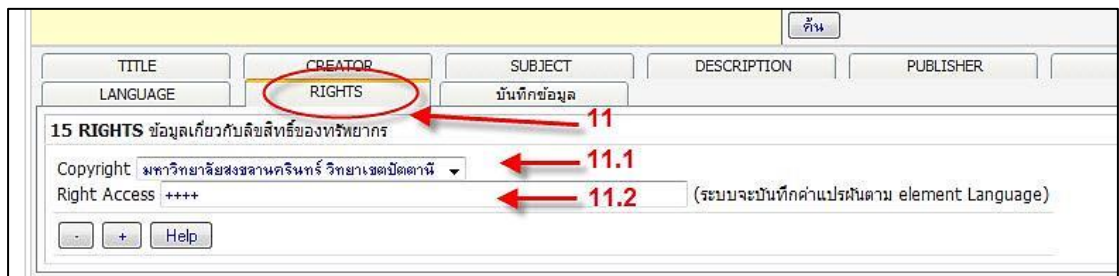 ค้น
TITLE CREATOR SUBJECT DESCRIPTION PUBLISHER
LANGUAGE RIGHTS บันทึกข้อมูล
11
15 RIGHTS ข้อมูลเกี่ยวกับลิขสิทธิ์ของทรัพยากร
Copyright มหาวิทยาลัยสงขลานครินทร์ วิทยาเขตปัตตานี 11.1
Right Access ++++ 11.2 (ระบบจะบันทึกค่าแปรผันตาม element Language)
- + Help